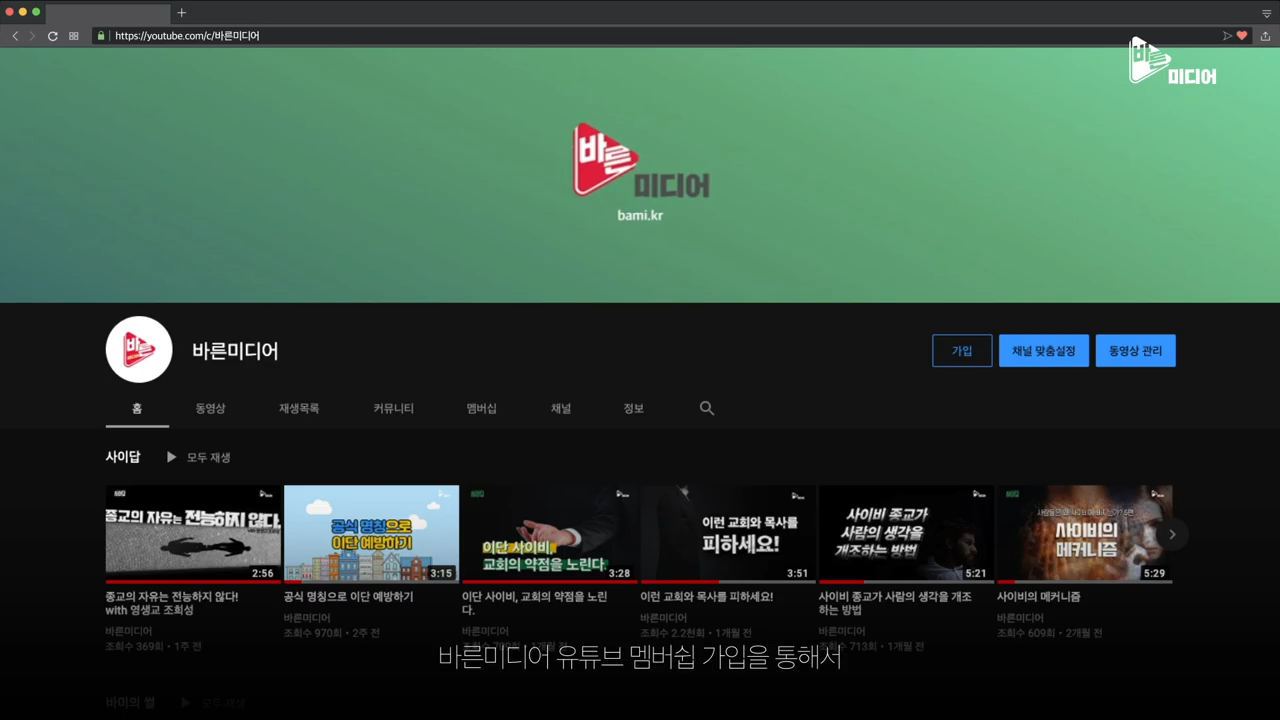 https://youtube.com/c/바른미디어
바른
미디어
바른
미디어
bami.kr
바른
바른미디어
가입
채널 맞춤설정
동영상 관리
홈
동영상
재생목록
커뮤니티
멤버십
채널
정보
사이답
모두 재생
종교의 자유는 전능하지 않다.
2:56
공식 명칭으로
이단 예방하기
3:15
이단 사이비,
교회의 약점을 노린다.
3:28
이런 교회와 목사를
피하세요!
3:51
사이비 종교가
사람의 생각을
개조하는 방법
5:21
사이비의
메커니즘
5:29
종교의 자유는 전능하지 않다!
with 영생교 조희성
바른미디어
조회수 369회 • 1주 전
공식 명칭으로 이단 예방하기
바른미디어
조회수 970회 • 2주 전
이단 사이비, 교회의 약점을 노린
다.
바른미디어
이런 교회와 목사를 피하세요!
바른미디어
조회수 2.2천회 • 1개월 전
사이비 종교가 사람의 생각을 개조
하는 방법
바른미디어
조회수 713회 • 1개월 전
사이비의 메커니즘
바른미디어
조회수 609회 • 2개월 전
바른미디어 유튜브 멤버쉽 가입을 통해서
바미의 썰
모두 재생